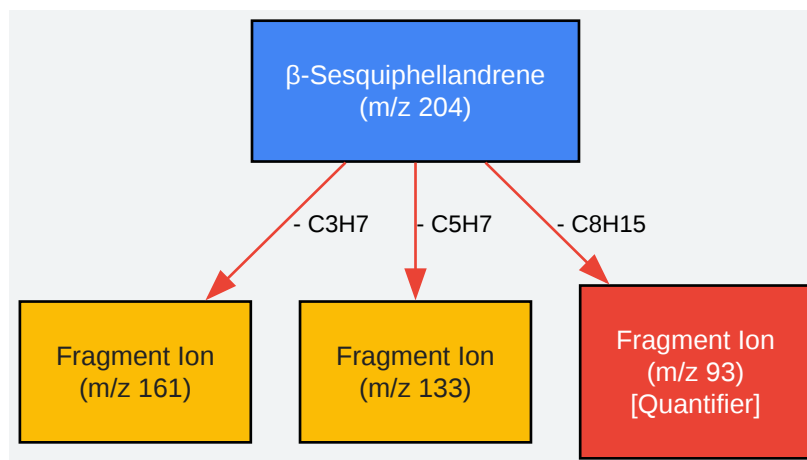 β-Sesquiphellandrene
(m/z 204)
- C3H7
- C5H7
- C8H15
Fragment Ion
(m/z 161)
Fragment Ion
(m/z 133)
Fragment Ion
(m/z 93)
[Quantifier]